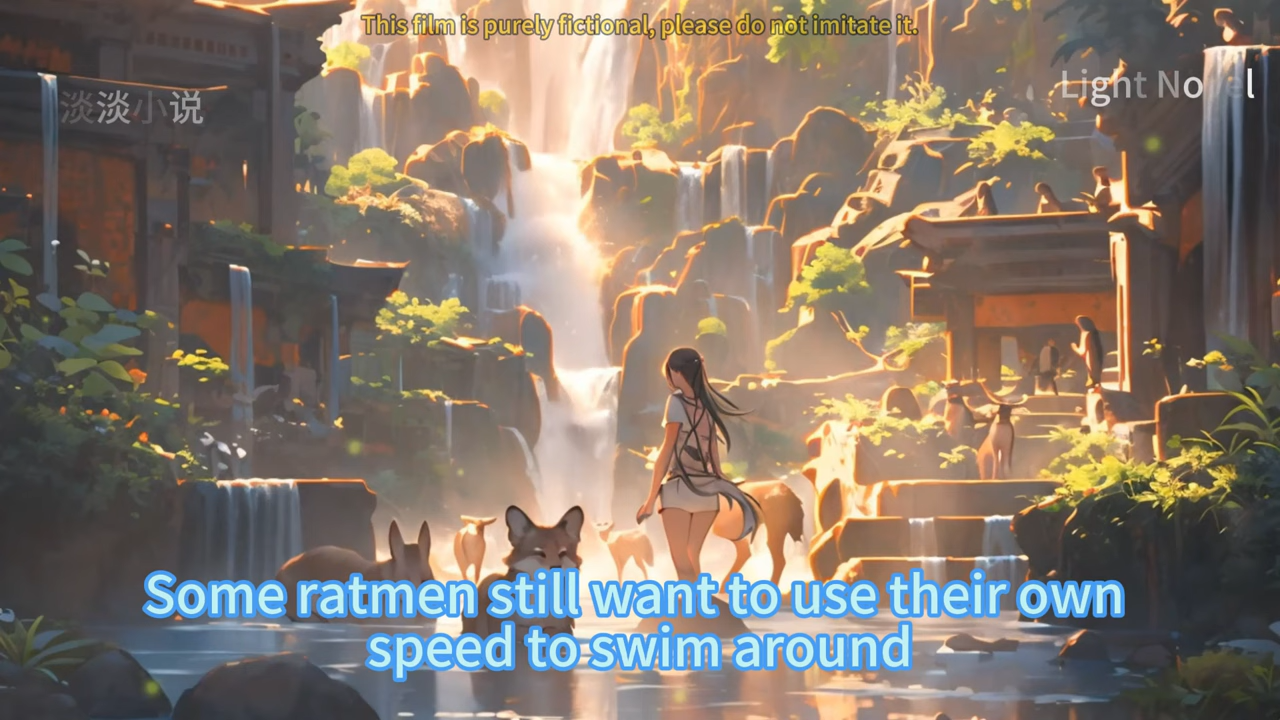 This film is purely fictional, please do not imitate it.
Light Novel
淡淡小说
Some ratmen still want to use their own
speed to swim around